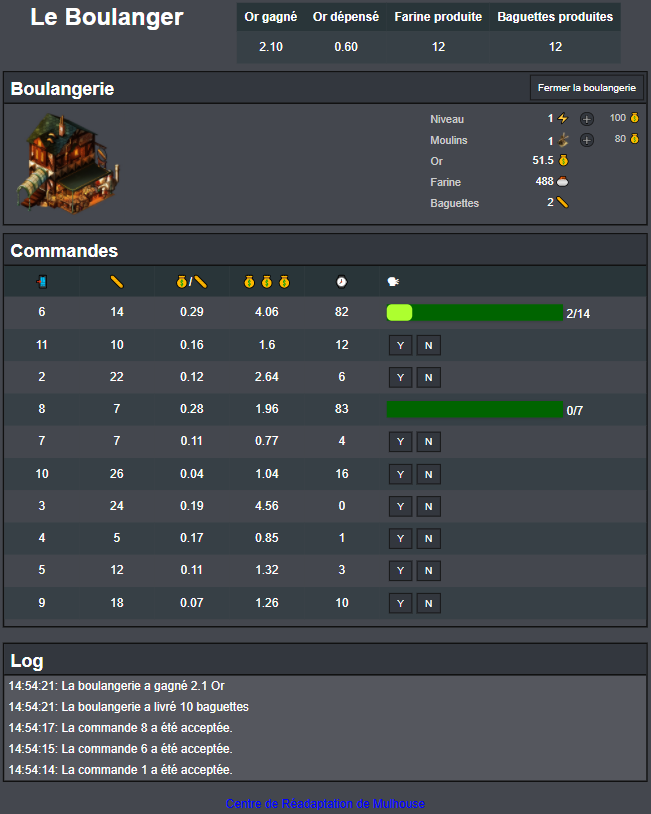 Le Boulanger
Or gagné Or dépensé Farine produite Baguettes produites
2.10 0.60 12 12
Boulangerie
Fermer la boulangerie
Niveau 1 + 100
Moulins 1 + 80
Or 51.5
Farine 488
Baguettes 2
Commandes
/
6 14 0.29 4.06 82 2/14
11 10 0.16 1.6 12 Y N
2 22 0.12 2.64 6 Y N
8 7 0.28 1.96 83 0/7
7 7 0.11 0.77 4 Y N
10 26 0.04 1.04 16 Y N
3 24 0.19 4.56 0 Y N
4 5 0.17 0.85 1 Y N
5 12 0.11 1.32 3 Y N
9 18 0.07 1.26 10 Y N
Log
14:54:21: La boulangerie a gagné 2.1 Or
14:54:21: La boulangerie a livré 10 baguettes
14:54:17: La commande 8 a été acceptée.
14:54:15: La commande 6 a été acceptée.
14:54:14: La commande 1 a été acceptée.
Centre de Réadaptation de Mulhouse